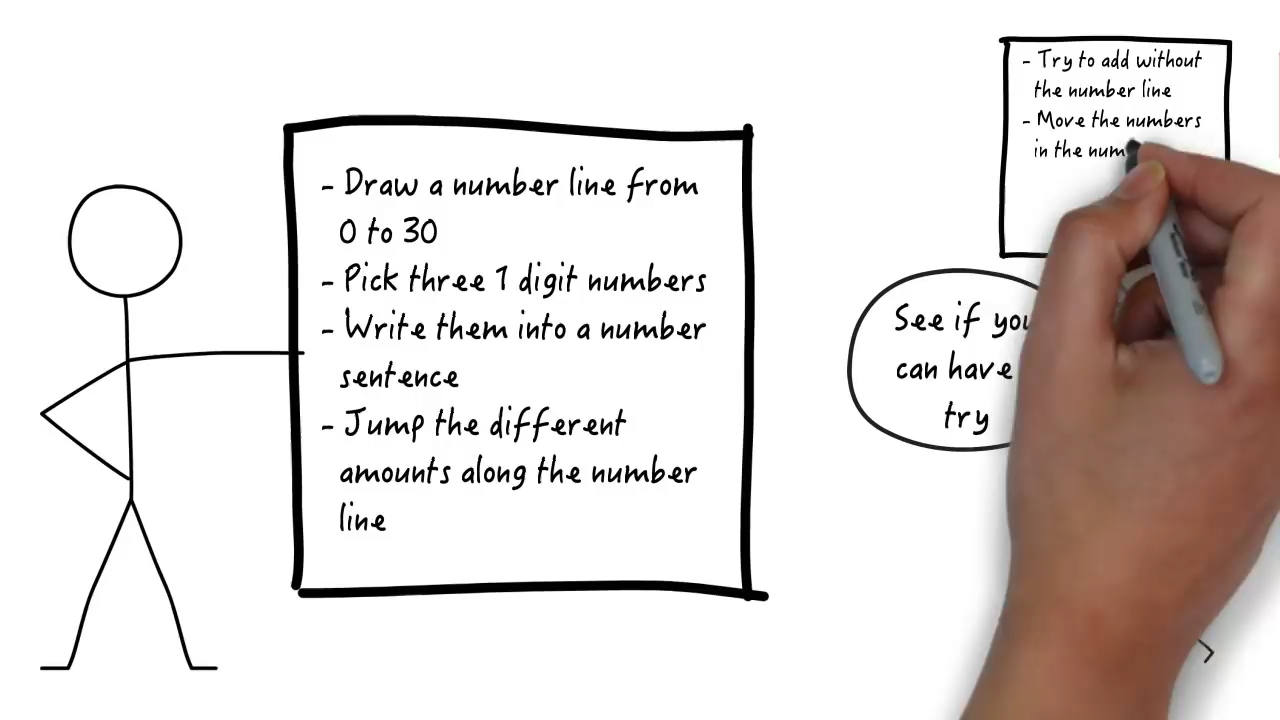 - Draw a number line from
0 to 30
- Pick three 1 digit numbers
- Write them into a number
sentence
- Jump the different
amounts along the number
line
- Try to add without
the number line
- Move the numbers
in the num
See if you
can have
try